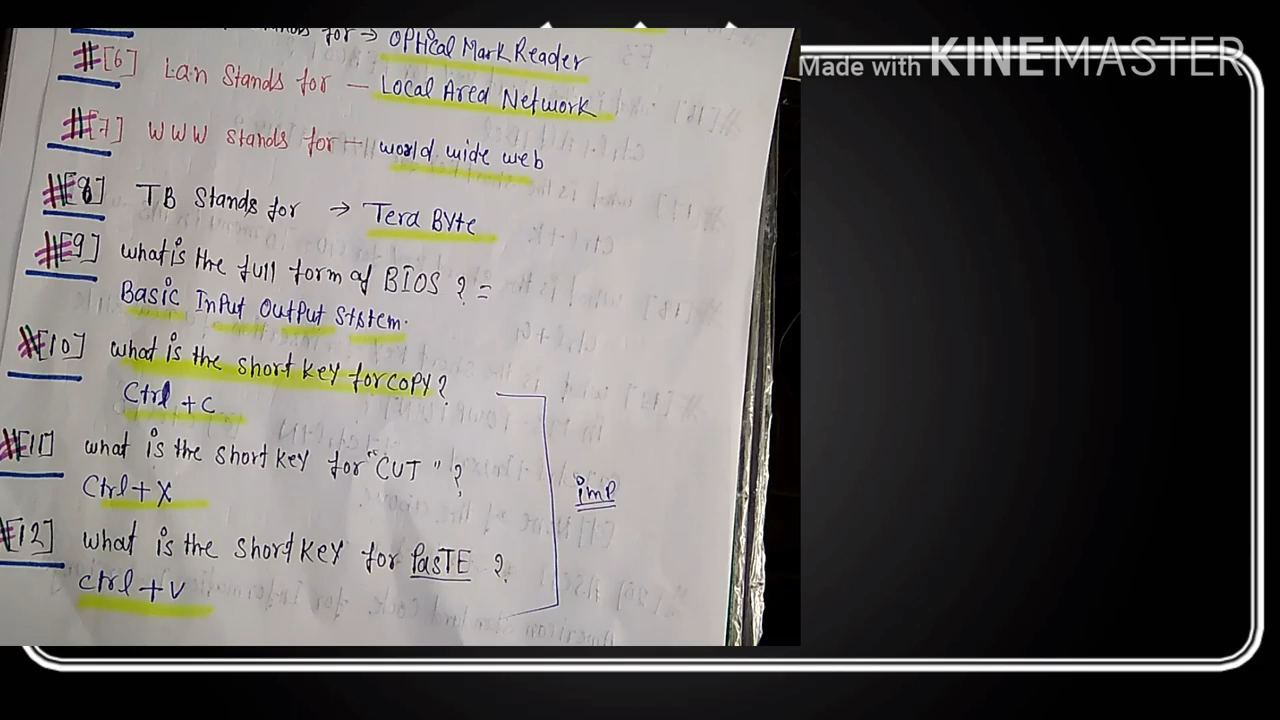 stands for → Optical Mark Reader
#[6] Lan Stands for — Local Area Network
#[7] WWW stands for — world wide web
#[8] TB Stands for → Tera Byte
#[9] what is the full form of BIOS ? =
Basic Input Output System.
#[10] what is the short key for copy?
Ctrl + C
#[11] what is the short key for "CUT" ?
Ctrl + X
imp
#[12] what is the short key for PasTE ?
ctrl + v
Made with KINEMASTER